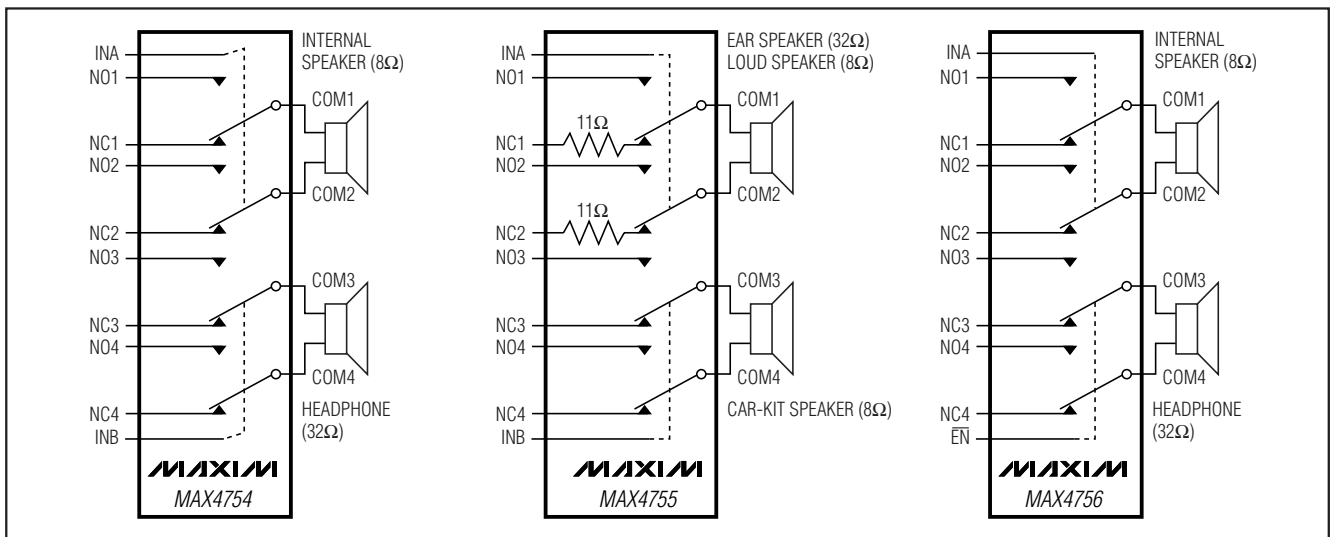 INA
NO1
NC1
NO2
NC2
NO3
NC3
NO4
NC4
INB
INTERNAL
SPEAKER (8Ω)
COM1
COM2
COM3
COM4
HEADPHONE
(32Ω)
MAXIM
MAX4754
INA
NO1
NC1
NO2
NC2
NO3
NC3
NO4
NC4
INB
11Ω
11Ω
EAR SPEAKER (32Ω)
LOUD SPEAKER (8Ω)
COM1
COM2
COM3
COM4
CAR-KIT SPEAKER (8Ω)
MAXIM
MAX4755
INA
NO1
NC1
NO2
NC2
NO3
NC3
NO4
NC4
E̅N̅
INTERNAL
SPEAKER (8Ω)
COM1
COM2
COM3
COM4
HEADPHONE
(32Ω)
MAXIM
MAX4756